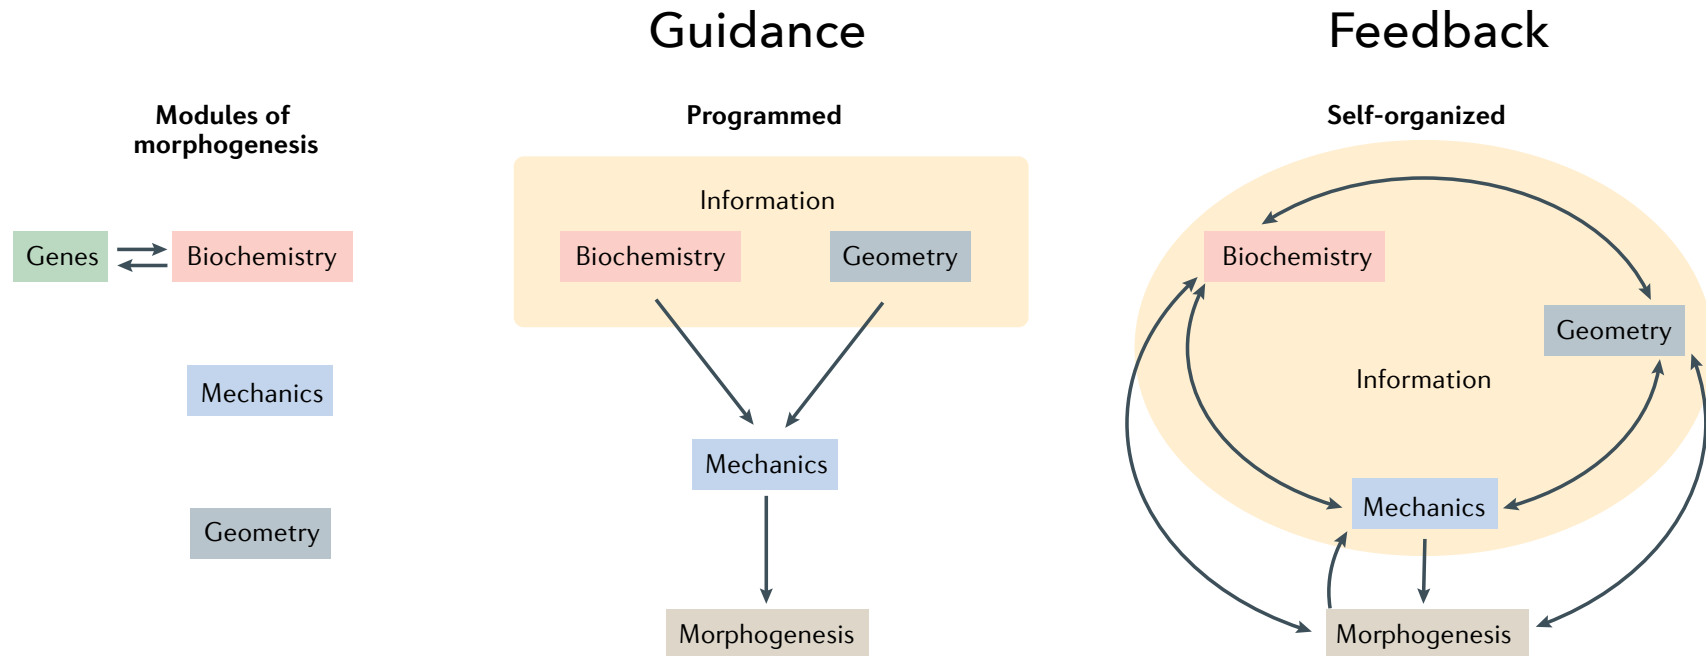 Guidance
Feedback
Modules of
morphogenesis
Programmed
Self-organized
Genes
Biochemistry
Mechanics
Geometry
Information
Biochemistry
Geometry
Mechanics
Morphogenesis
Biochemistry
Geometry
Information
Mechanics
Morphogenesis